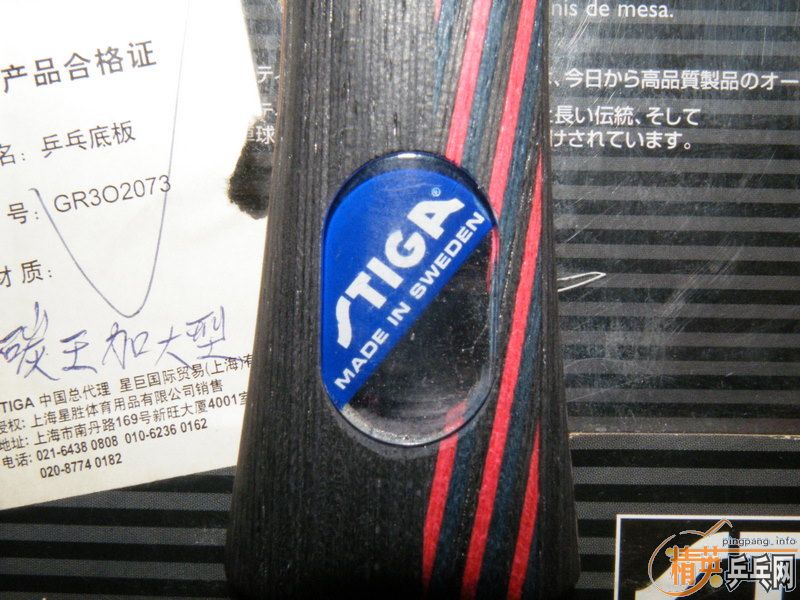 产品合格证
名: 乒乓底板
号: GR3O2073
材质:
碳王加大型
STIGA 中国总代理 星巨国际贸易(上海)有
授权: 上海星胜体育用品有限公司销售
地址: 上海市南丹路169号新旺大厦4001室
电话: 021-6438 0808 010-6236 0162
020-8774 0182
STIGA®
MADE IN SWEDEN
nis de mesa.
ティ
、今日から高品質製品のオー
長い伝統、そして
卓球
けされています。
pingpang.info
精英乒乓网